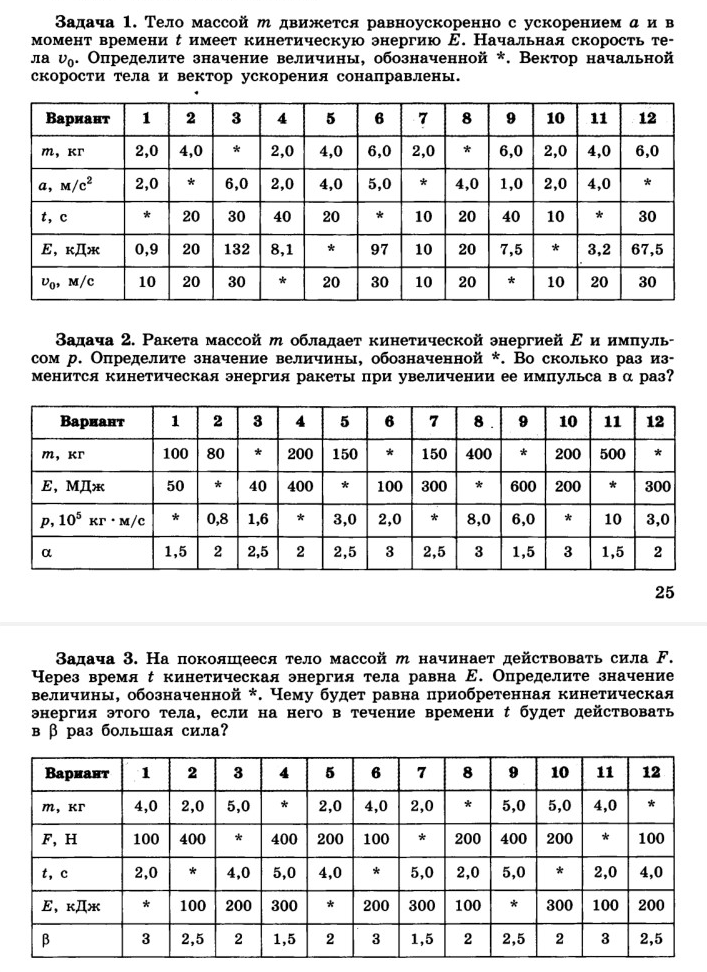 Задача 1. Тело массой m движется равноускоренно с ускорением a и в
момент времени t имеет кинетическую энергию E. Начальная скорость те-
ла v₀. Определите значение величины, обозначенной *. Вектор начальной
скорости тела и вектор ускорения сонаправлены.
Вариант 1 2 3 4 5 6 7 8 9 10 11 12
m, кг 2,0 4,0 * 2,0 4,0 6,0 2,0 * 6,0 2,0 4,0 6,0
a, м/с² 2,0 * 6,0 2,0 4,0 5,0 * 4,0 1,0 2,0 4,0 *
t, с * 20 30 40 20 * 10 20 40 10 * 30
E, кДж 0,9 20 132 8,1 * 97 10 20 7,5 * 3,2 67,5
v₀, м/с 10 20 30 * 20 30 10 20 * 10 20 30
Задача 2. Ракета массой m обладает кинетической энергией E и импуль-
сом p. Определите значение величины, обозначенной *. Во сколько раз из-
менится кинетическая энергия ракеты при увеличении ее импульса в α раз?
Вариант 1 2 3 4 5 6 7 8 9 10 11 12
m, кг 100 80 * 200 150 * 150 400 * 200 500 *
E, МДж 50 * 40 400 * 100 300 * 600 200 * 300
p, 10⁵ кг · м/с * 0,8 1,6 * 3,0 2,0 * 8,0 6,0 * 10 3,0
α 1,5 2 2,5 2 2,5 3 2,5 3 1,5 3 1,5 2
25
Задача 3. На покоящееся тело массой m начинает действовать сила F.
Через время t кинетическая энергия тела равна E. Определите значение
величины, обозначенной *. Чему будет равна приобретенная кинетическая
энергия этого тела, если на него в течение времени t будет действовать
в β раз большая сила?
Вариант 1 2 3 4 5 6 7 8 9 10 11 12
m, кг 4,0 2,0 5,0 * 2,0 4,0 2,0 * 5,0 5,0 4,0 *
F, Н 100 400 * 400 200 100 * 200 400 200 * 100
t, с 2,0 * 4,0 5,0 4,0 * 5,0 2,0 5,0 * 2,0 4,0
E, кДж * 100 200 300 * 200 300 100 * 300 100 200
β 3 2,5 2 1,5 2 3 1,5 2 2,5 2 3 2,5